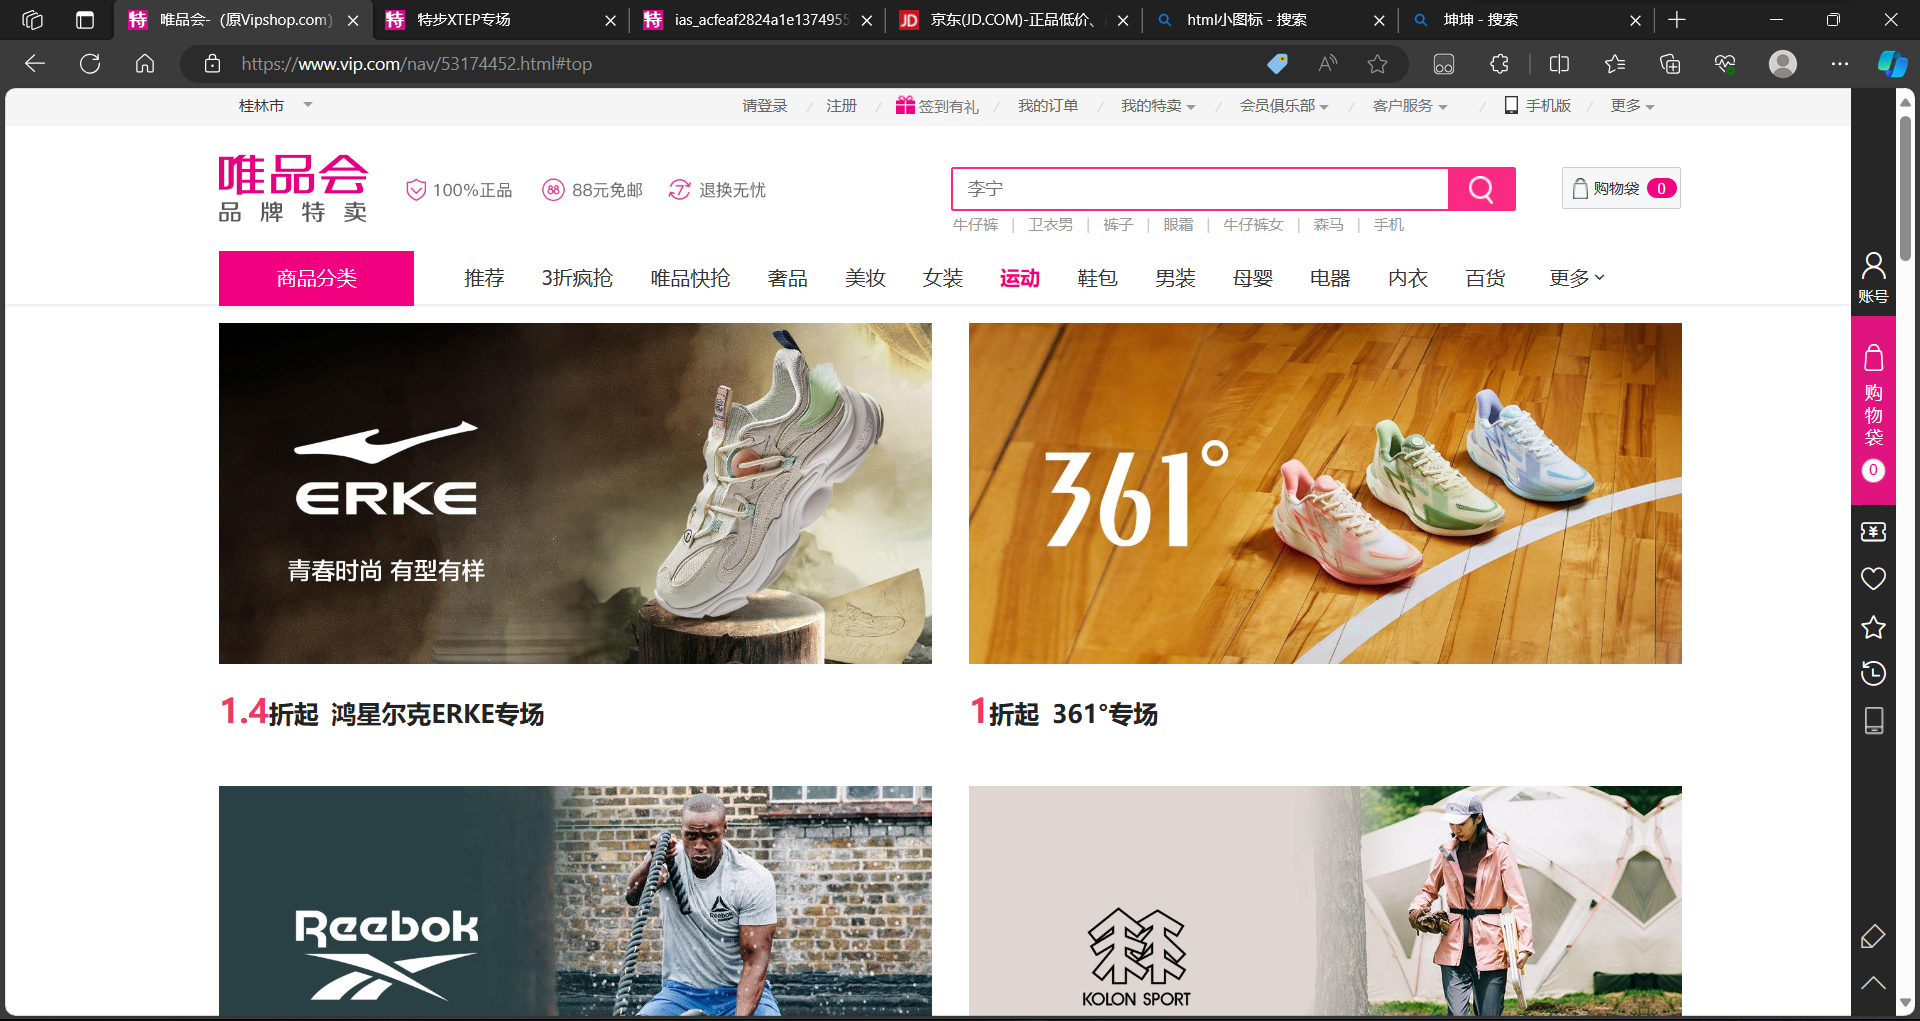 唯品会-（原Vipshop.com） 特步XTEP专场 ias_acfeaf2824a1e1374955 京东(JD.COM)-正品低价、 html小图标 - 搜索 坤坤 - 搜索
https://www.vip.com/nav/53174452.html#top
桂林市 请登录 注册 签到有礼 我的订单 我的特卖 会员俱乐部 客户服务 手机版 更多
唯品会
品牌特卖
100%正品 88 88元免邮 7 退换无忧
李宁
购物袋 0
牛仔裤 | 卫衣男 | 裤子 | 眼霜 | 牛仔裤女 | 森马 | 手机
商品分类 推荐 3折疯抢 唯品快抢 奢品 美妆 女装 运动 鞋包 男装 母婴 电器 内衣 百货 更多
账号
购物袋
0
ERKE
青春时尚 有型有样
361°
1.4折起 鸿星尔克ERKE专场
1折起 361°专场
Reebok
Reebok
KOLON SPORT